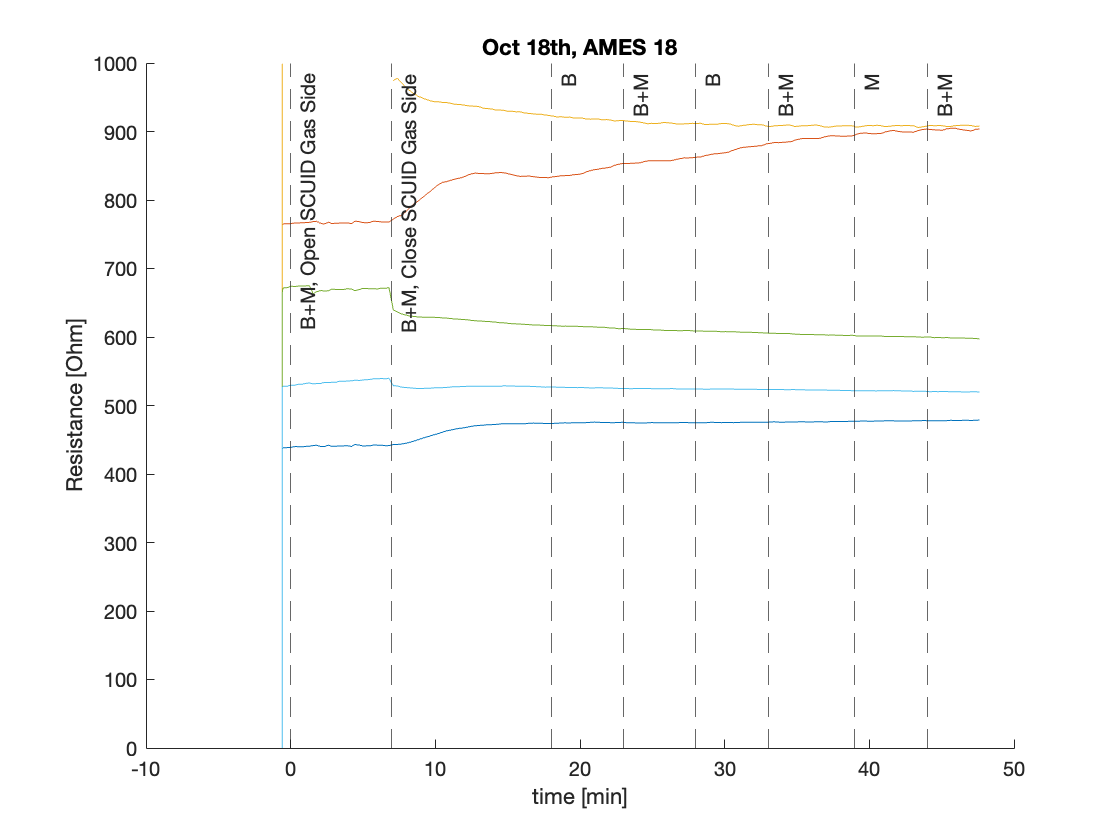 Oct 18th, AMES 18
Resistance [Ohm]
1000
900
800
700
600
500
400
300
200
100
0
B+M, Open SCUID Gas Side
B+M, Close SCUID Gas Side
B
B+M
B
B+M
M
B+M
-10
0
10
20
30
40
50
time [min]